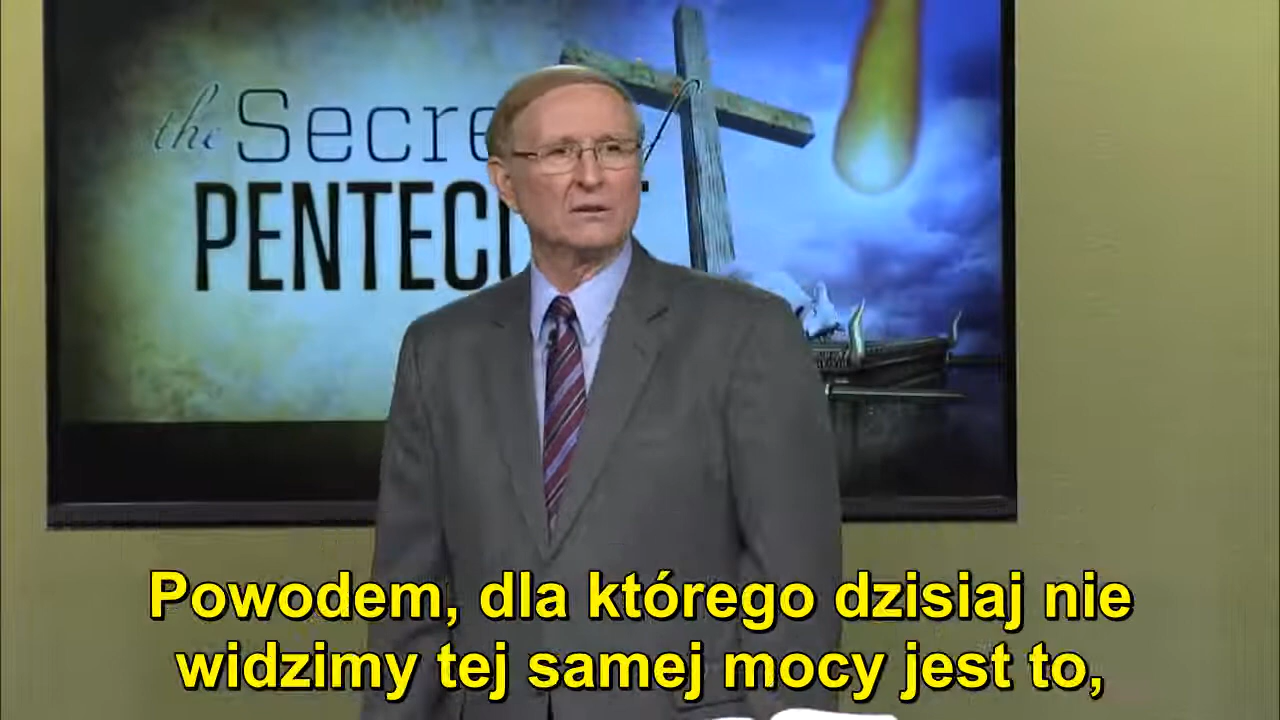 the Secre
PENTEC
Powodem, dla którego dzisiaj nie
widzimy tej samej mocy jest to,